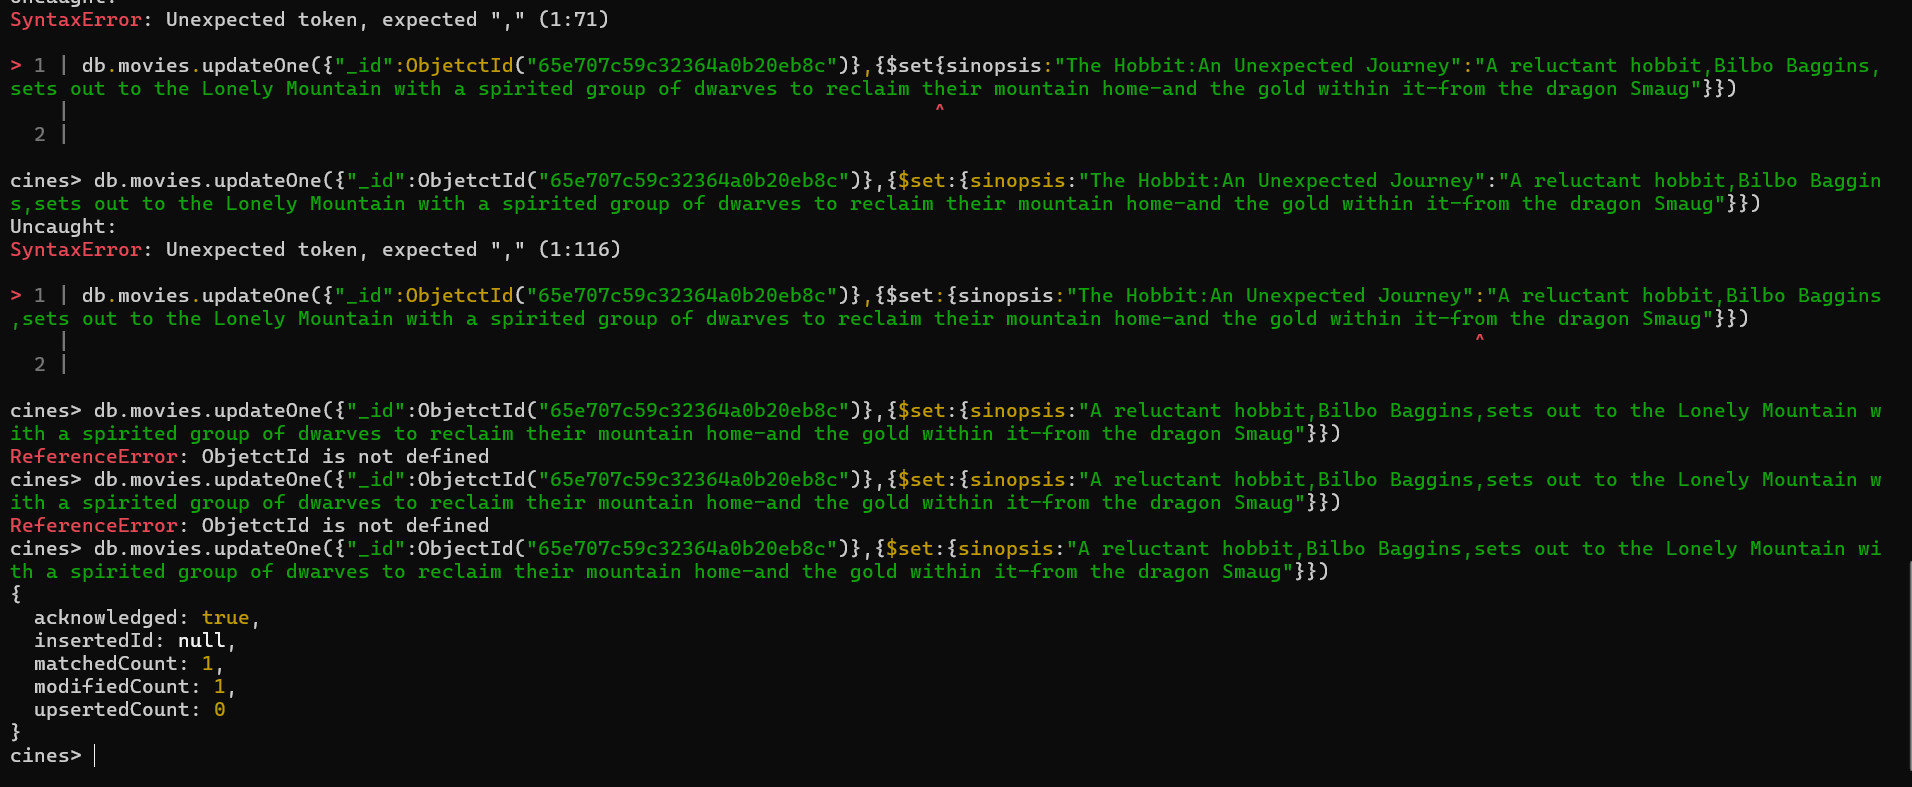 Uncaught:
SyntaxError: Unexpected token, expected "," (1:71)
> 1 | db.movies.updateOne({"_id":ObjetctId("65e707c59c32364a0b20eb8c")},{$set{sinopsis:"The Hobbit:An Unexpected Journey":"A reluctant hobbit,Bilbo Baggins,
sets out to the Lonely Mountain with a spirited group of dwarves to reclaim their mountain home-and the gold within it-from the dragon Smaug"}})
| ^
2 |
cines> db.movies.updateOne({"_id":ObjetctId("65e707c59c32364a0b20eb8c")},{$set:{sinopsis:"The Hobbit:An Unexpected Journey":"A reluctant hobbit,Bilbo Baggin
s,sets out to the Lonely Mountain with a spirited group of dwarves to reclaim their mountain home-and the gold within it-from the dragon Smaug"}})
Uncaught:
SyntaxError: Unexpected token, expected "," (1:116)
> 1 | db.movies.updateOne({"_id":ObjetctId("65e707c59c32364a0b20eb8c")},{$set:{sinopsis:"The Hobbit:An Unexpected Journey":"A reluctant hobbit,Bilbo Baggins
,sets out to the Lonely Mountain with a spirited group of dwarves to reclaim their mountain home-and the gold within it-from the dragon Smaug"}})
| ^
2 |
cines> db.movies.updateOne({"_id":ObjetctId("65e707c59c32364a0b20eb8c")},{$set:{sinopsis:"A reluctant hobbit,Bilbo Baggins,sets out to the Lonely Mountain w
ith a spirited group of dwarves to reclaim their mountain home-and the gold within it-from the dragon Smaug"}})
ReferenceError: ObjetctId is not defined
cines> db.movies.updateOne({"_id":ObjetctId("65e707c59c32364a0b20eb8c")},{$set:{sinopsis:"A reluctant hobbit,Bilbo Baggins,sets out to the Lonely Mountain w
ith a spirited group of dwarves to reclaim their mountain home-and the gold within it-from the dragon Smaug"}})
ReferenceError: ObjetctId is not defined
cines> db.movies.updateOne({"_id":ObjectId("65e707c59c32364a0b20eb8c")},{$set:{sinopsis:"A reluctant hobbit,Bilbo Baggins,sets out to the Lonely Mountain wi
th a spirited group of dwarves to reclaim their mountain home-and the gold within it-from the dragon Smaug"}})
{
acknowledged: true,
insertedId: null,
matchedCount: 1,
modifiedCount: 1,
upsertedCount: 0
}
cines>